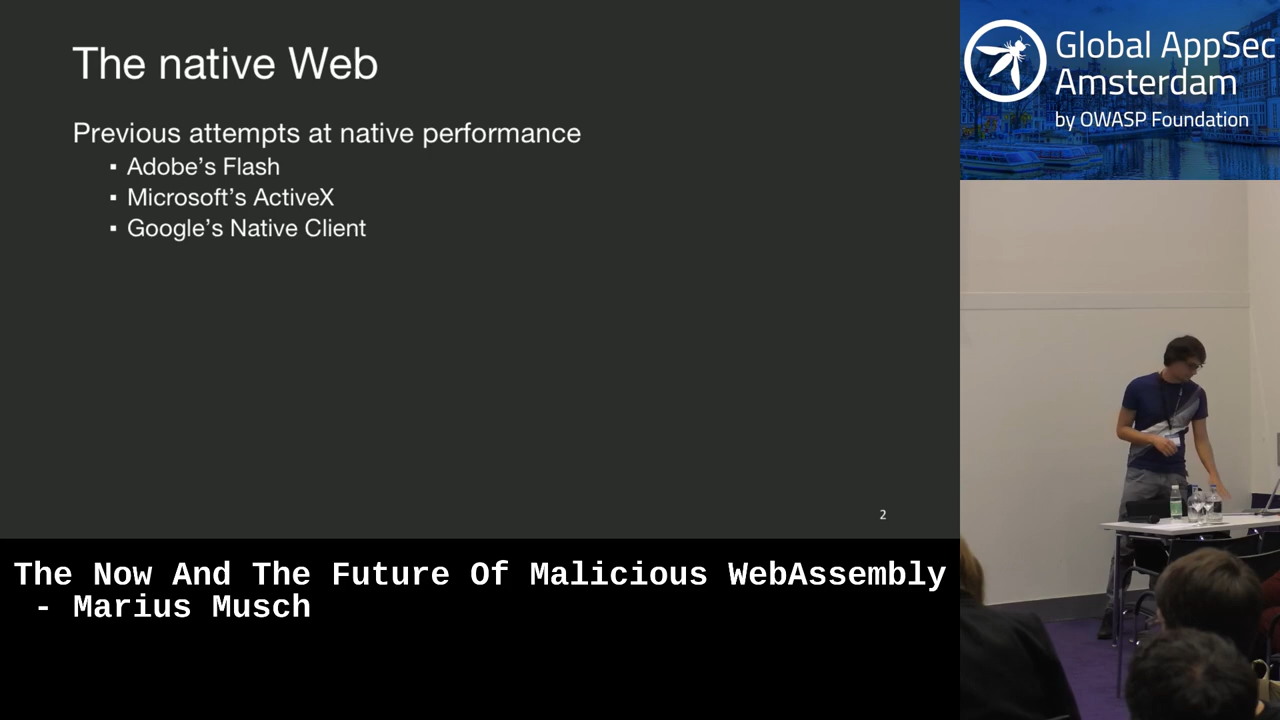 The native Web
Previous attempts at native performance
▪ Adobe’s Flash
▪ Microsoft’s ActiveX
▪ Google’s Native Client
2
The Now And The Future Of Malicious WebAssembly
- Marius Musch
Global AppSec
Amsterdam
by OWASP Foundation